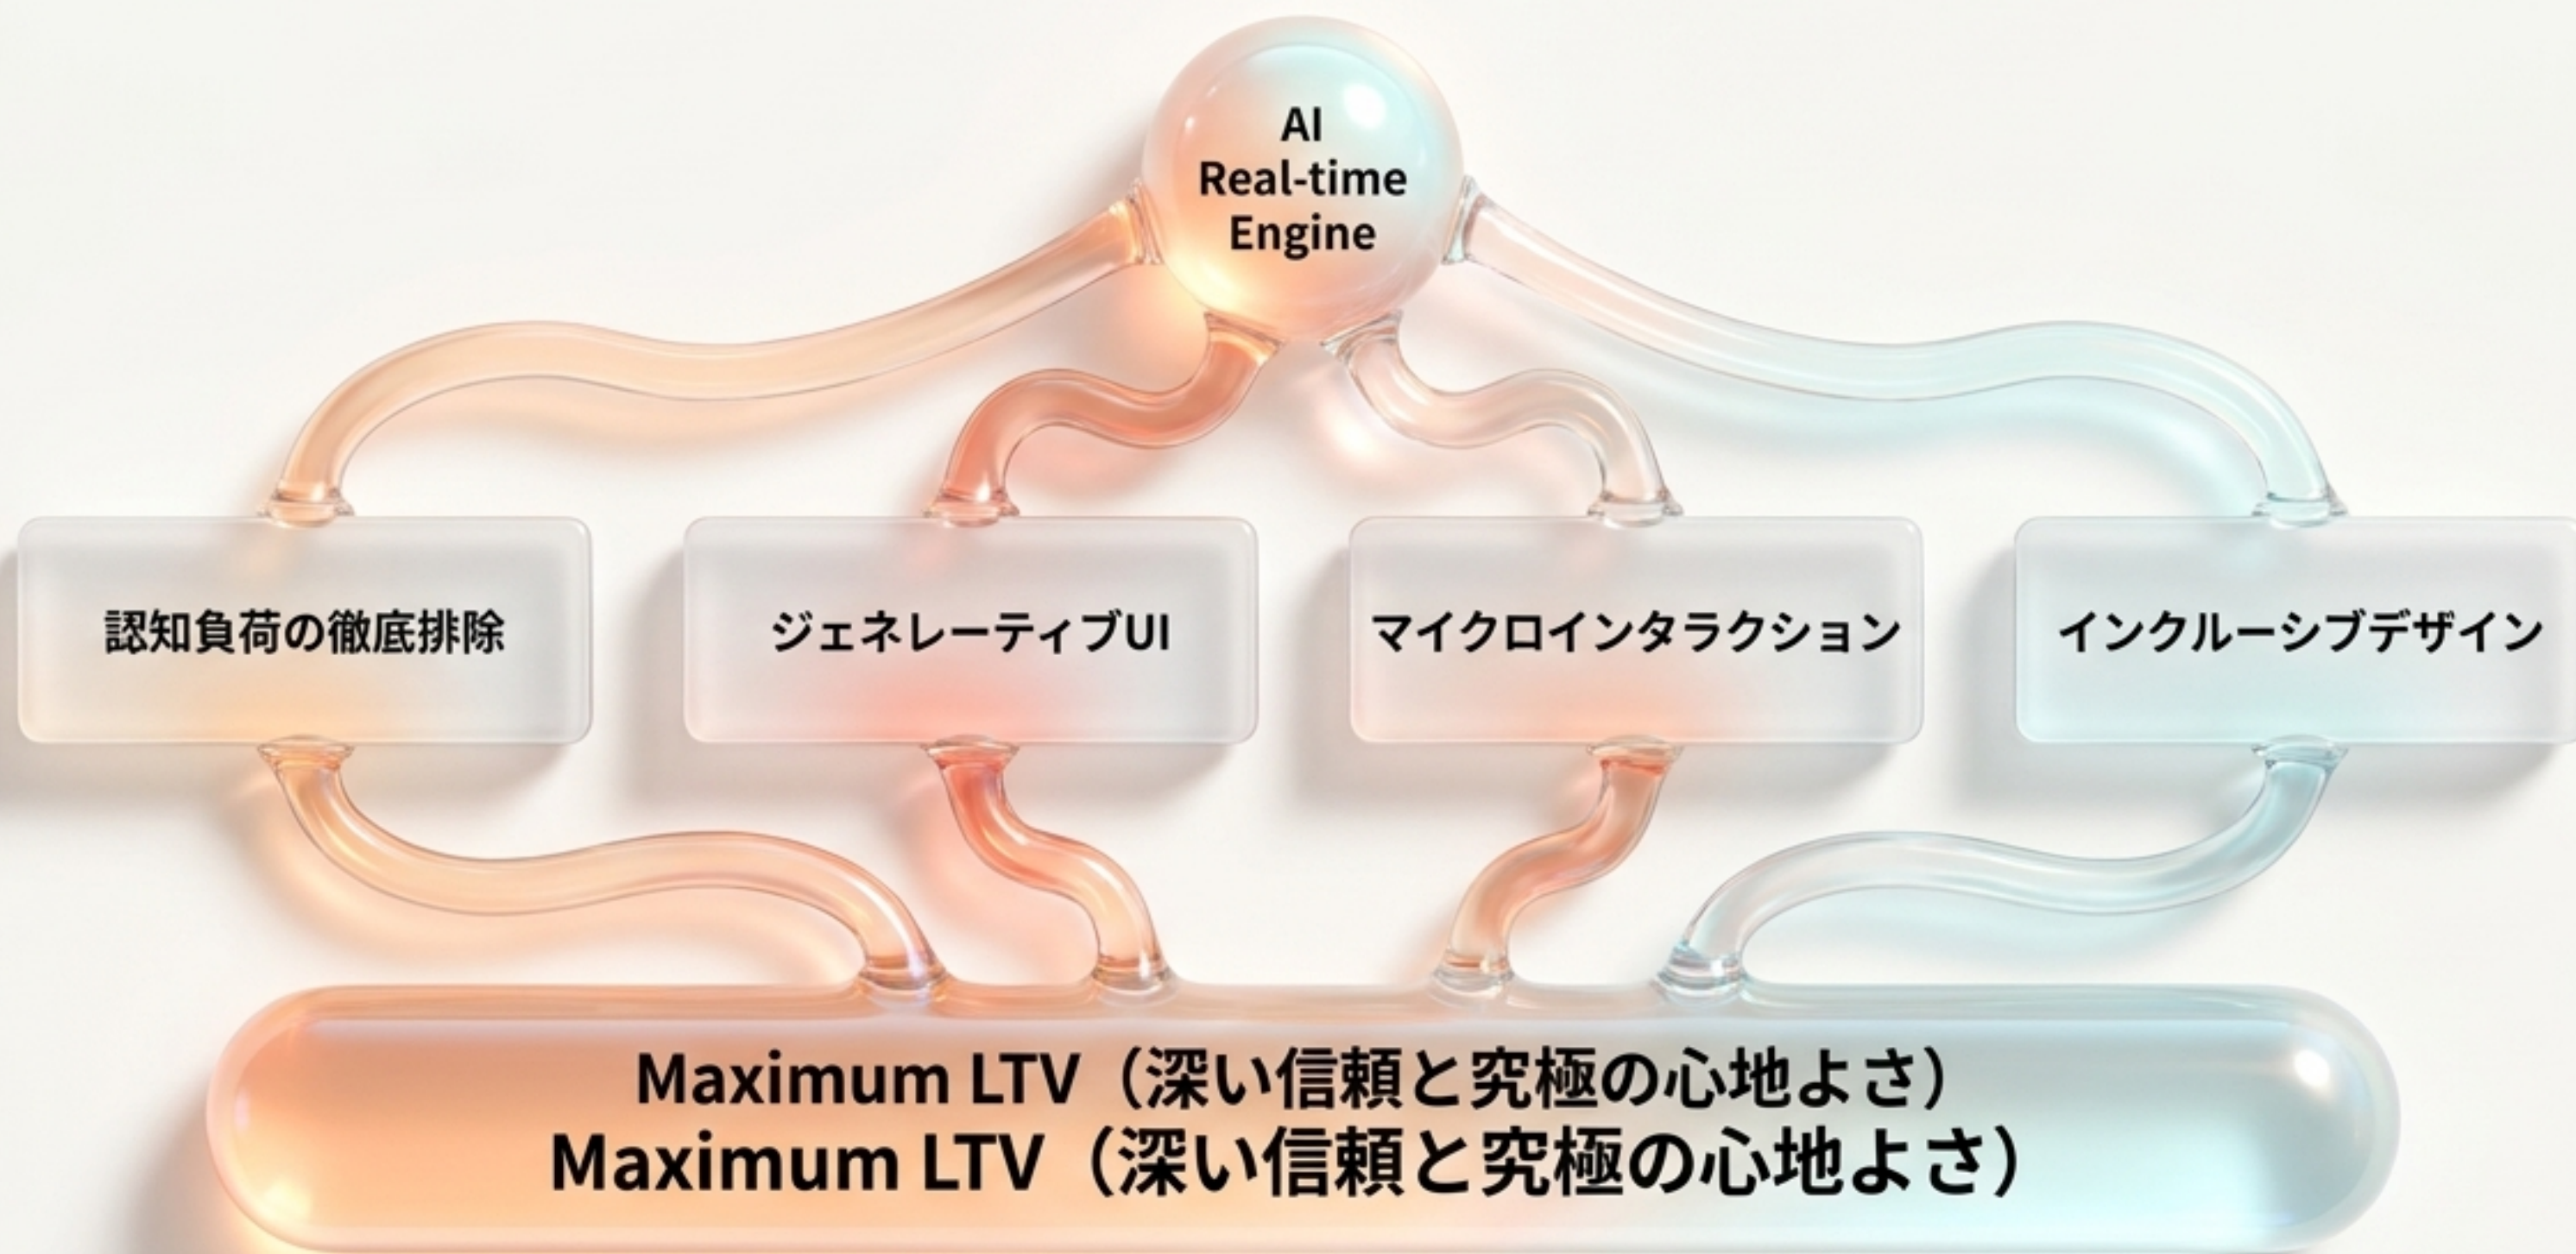 AI
Real-time
Engine
認知負荷の徹底排除
ジェネレーティブUI
マイクロインタラクション
インクルーシブデザイン
Maximum LTV（深い信頼と究極の心地よさ）
Maximum LTV（深い信頼と究極の心地よさ）